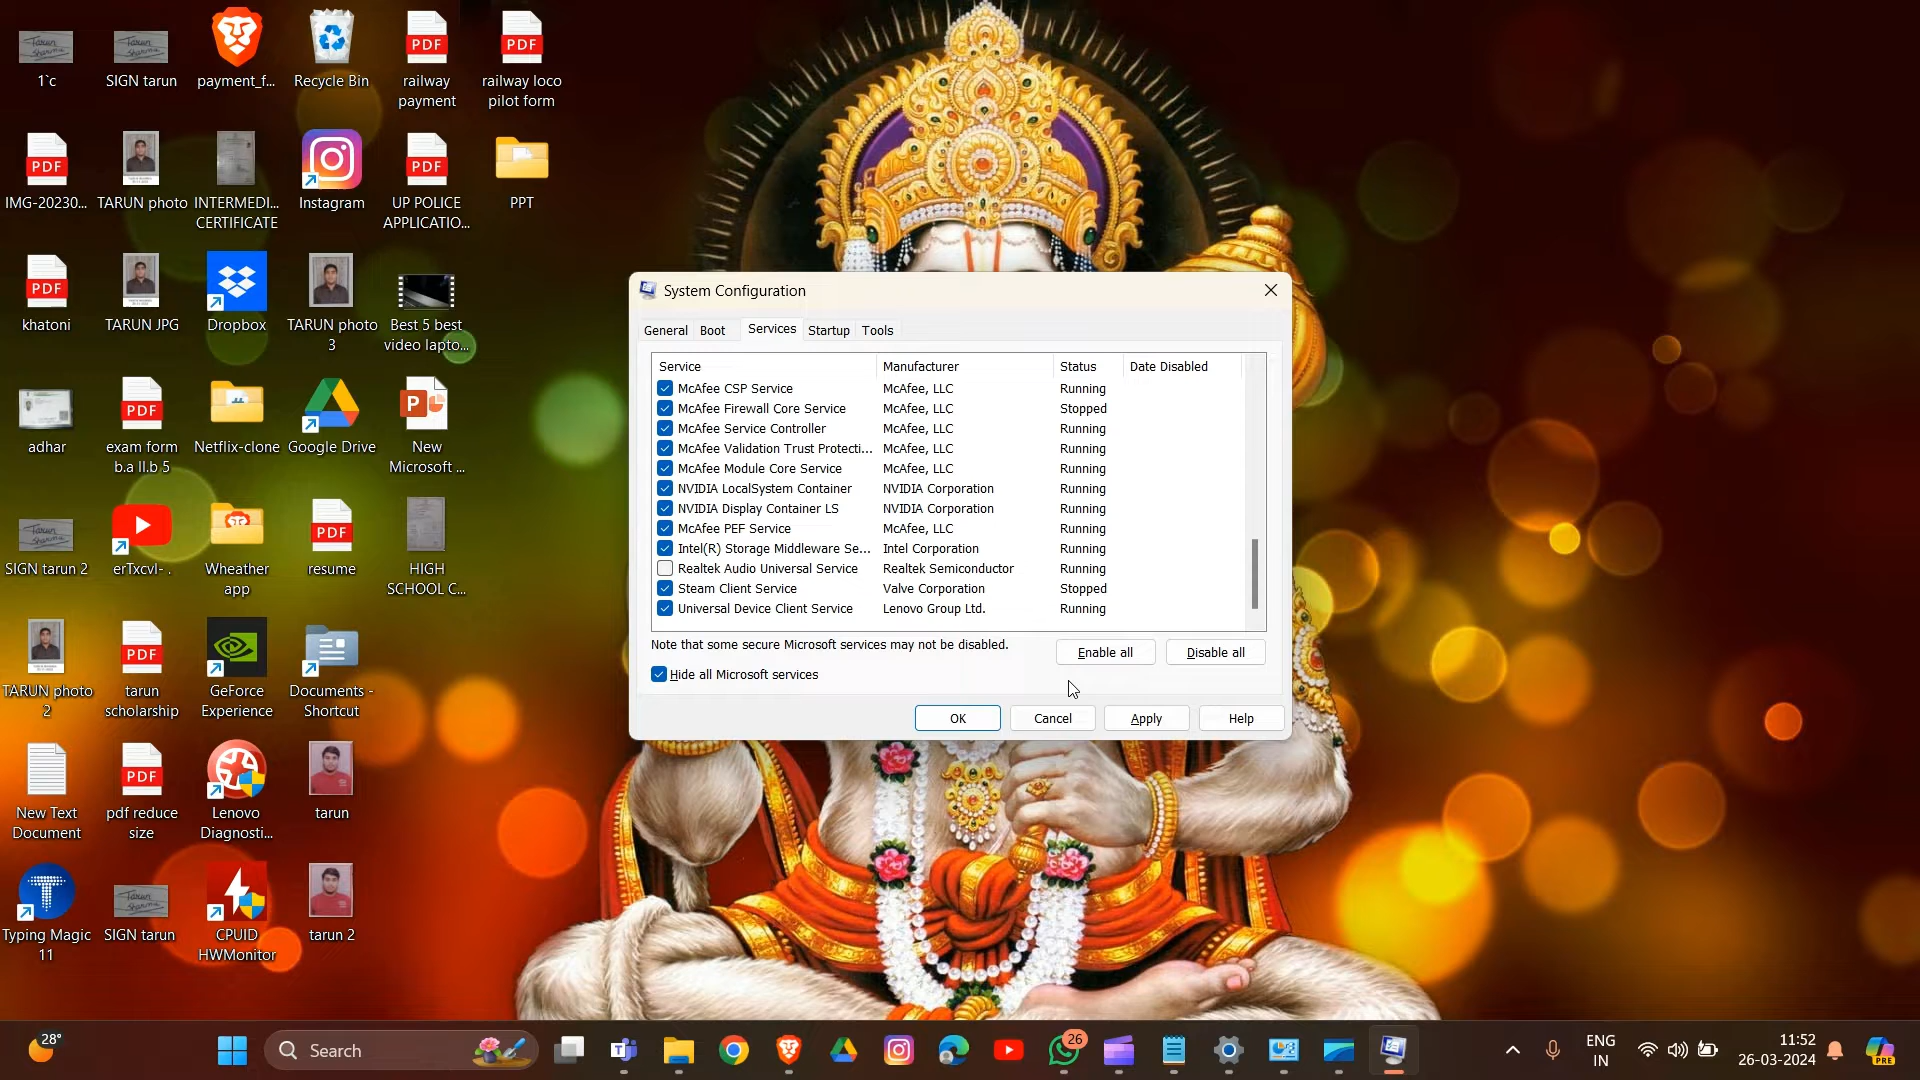 1`c
SIGN tarun
payment_f...
Recycle Bin
railway
payment
railway loco
pilot form
IMG-20230...
TARUN photo
INTERMEDI...
CERTIFICATE
Instagram
UP POLICE
APPLICATIO...
PPT
khatoni
TARUN JPG
Dropbox
TARUN photo
3
Best 5 best
video lapto...
adhar
exam form
b.a ll.b 5
Netflix-clone
Google Drive
New
Microsoft ...
SIGN tarun 2
erTxcvI- .
Wheather
app
resume
HIGH
SCHOOL C...
TARUN photo
2
tarun
scholarship
GeForce
Experience
Documents -
Shortcut
New Text
Document
pdf reduce
size
Lenovo
Diagnosti...
tarun
Typing Magic
11
SIGN tarun
CPUID
HWMonitor
tarun 2
PDF
PDF
PDF
PDF
PDF
PDF
PDF
PDF
PDF
Tarun
Sharma
System Configuration
General Boot Services Startup Tools
Service Manufacturer Status Date Disabled
McAfee CSP Service McAfee, LLC Running
McAfee Firewall Core Service McAfee, LLC Stopped
McAfee Service Controller McAfee, LLC Running
McAfee Validation Trust Protecti... McAfee, LLC Running
McAfee Module Core Service McAfee, LLC Running
NVIDIA LocalSystem Container NVIDIA Corporation Running
NVIDIA Display Container LS NVIDIA Corporation Running
McAfee PEF Service McAfee, LLC Running
Intel(R) Storage Middleware Se... Intel Corporation Running
Realtek Audio Universal Service Realtek Semiconductor Running
Steam Client Service Valve Corporation Stopped
Universal Device Client Service Lenovo Group Ltd. Running
Note that some secure Microsoft services may not be disabled.
Enable all Disable all
Hide all Microsoft services
OK Cancel Apply Help
28°
Search
26
ENG
IN
11:52
26-03-2024
PRE